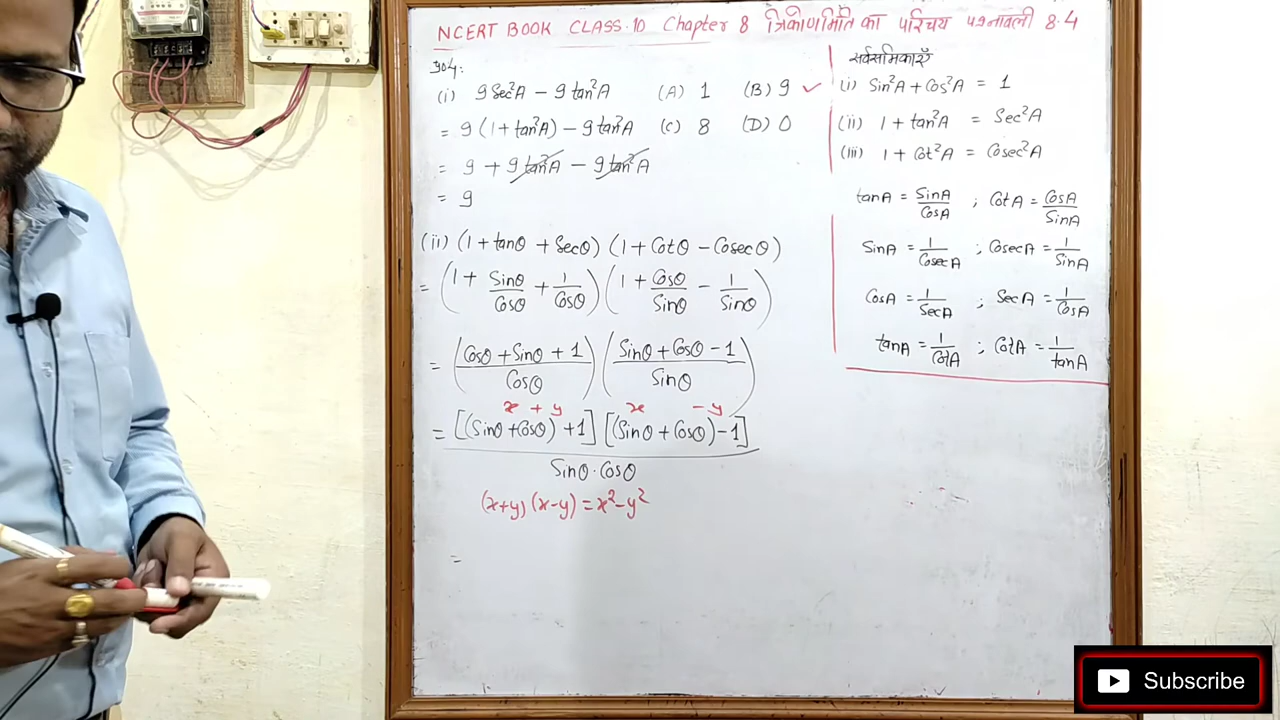 NCERT BOOK CLASS.10 Chapter 8 त्रिकोणमिति का परिचय प्रश्नावली 8.4
उ04:
(i) 9 Sec²A - 9 tan²A (A) 1 (B) 9 ✓
= 9 (1 + tan²A) - 9 tan²A (C) 8 (D) 0
= 9 + 9 tan²A - 9 tan²A
= 9
(ii) (1 + tanθ + Secθ) (1 + Cotθ - Cosecθ)
= (1 + Sinθ/Cosθ + 1/Cosθ) (1 + Cosθ/Sinθ - 1/Sinθ)
= (Cosθ + Sinθ + 1/Cosθ) (Sinθ + Cosθ - 1/Sinθ)
x + y x - y
= [(Sinθ + Cosθ) + 1] [(Sinθ + Cosθ) - 1]
Sinθ · Cosθ
(x+y) (x-y) = x² - y²
=
सर्वसमिकाएँ
(i) Sin²A + Cos²A = 1
(ii) 1 + tan²A = Sec²A
(iii) 1 + Cot²A = Cosec²A
tanA = SinA/CosA ; CotA = CosA/SinA
SinA = 1/CosecA ; CosecA = 1/SinA
CosA = 1/SecA ; SecA = 1/CosA
tanA = 1/CotA ; CotA = 1/tanA
Subscribe